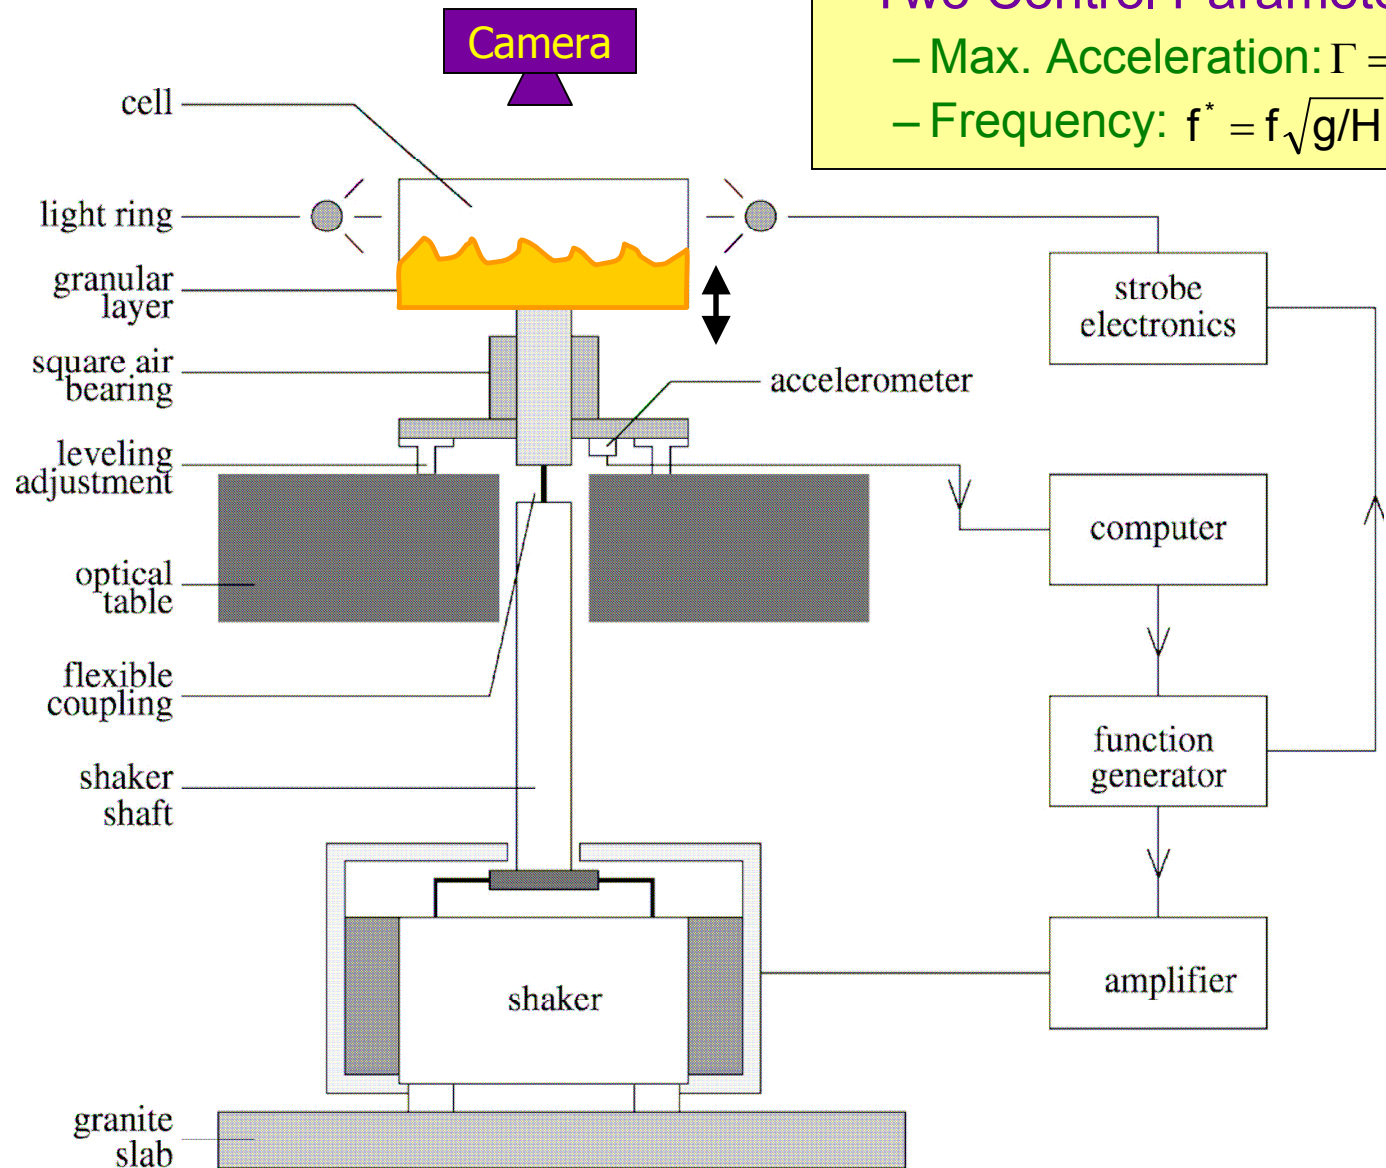 Camera
– Max. Acceleration: Γ =
– Frequency: f* = f√g/H
cell
light ring
granular
layer
square air
bearing
leveling
adjustment
optical
table
flexible
coupling
shaker
shaft
granite
slab
accelerometer
shaker
strobe
electronics
computer
function
generator
amplifier